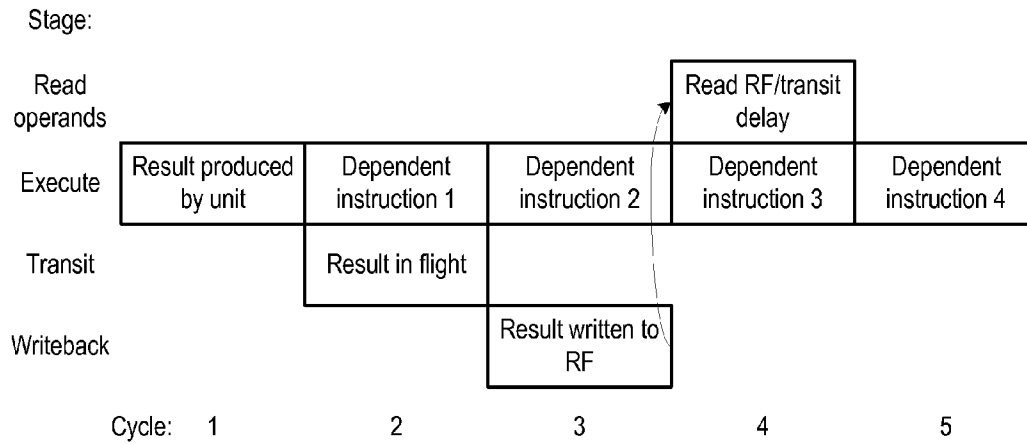 Stage:
Read
operands
Read RF/transit
delay
Execute
Result produced
by unit
Dependent
instruction 1
Dependent
instruction 2
Dependent
instruction 3
Dependent
instruction 4
Transit
Result in flight
Writeback
Result written to
RF
Cycle: 1 2 3 4 5